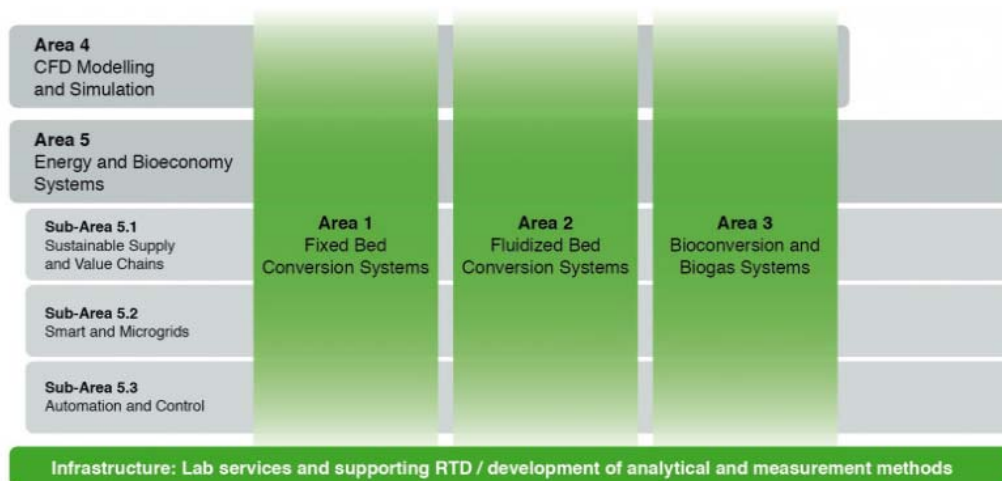 Area 4
CFD Modelling
and Simulation
Area 5
Energy and Bioeconomy
Systems
Sub-Area 5.1
Sustainable Supply
and Value Chains
Sub-Area 5.2
Smart and Microgrids
Sub-Area 5.3
Automation and Control
Area 1
Fixed Bed
Conversion Systems
Area 2
Fluidized Bed
Conversion Systems
Area 3
Bioconversion and
Biogas Systems
Infrastructure: Lab services and supporting RTD / development of analytical and measurement methods